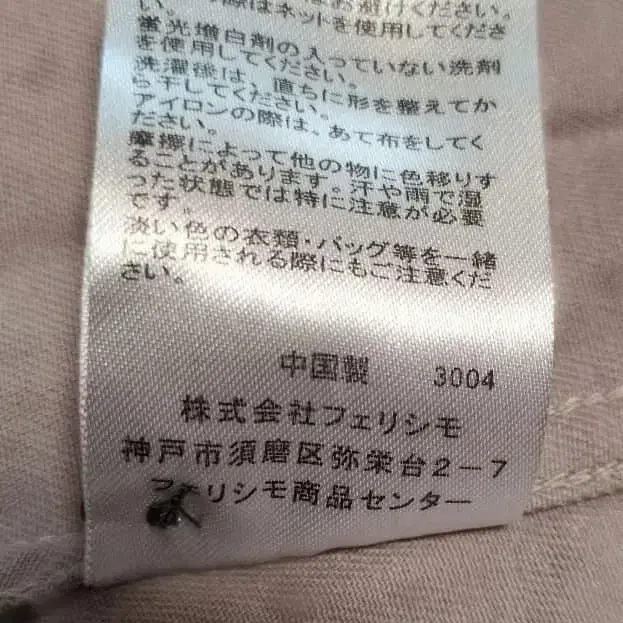 い。際はネットを使用してくださ
蛍光増白剤の入っていない洗剤
を使用してください。
洗濯後は、直ちに形を整えてか
ら干してください。
アイロンの際は、あて布をしてく
ださい。
摩擦によって他の物に色移りす
ることがあります。汗や雨で湿
った状態では特に注意が必要
です。
淡い色の衣類・バッグ等を一緒
に使用される際にもご注意くだ
さい。
中国製 3004
株式会社フェリシモ
神戸市須磨区弥栄台2-7
フェリシモ商品センター